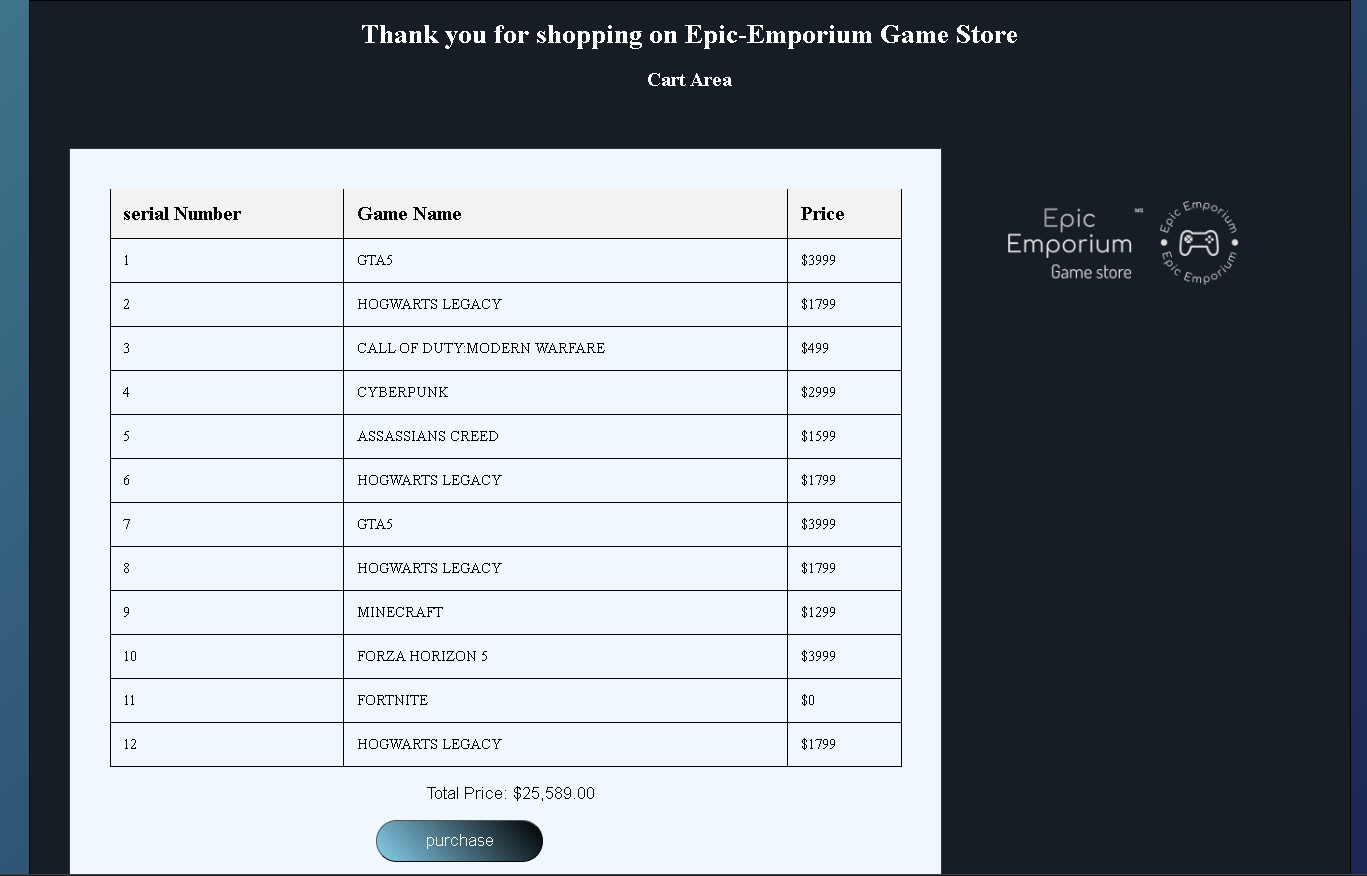 Thank you for shopping on Epic-Emporium Game Store
Cart Area
serial Number Game Name Price
1 GTA5 $3999
2 HOGWARTS LEGACY $1799
3 CALL OF DUTY:MODERN WARFARE $499
4 CYBERPUNK $2999
5 ASSASSIANS CREED $1599
6 HOGWARTS LEGACY $1799
7 GTA5 $3999
8 HOGWARTS LEGACY $1799
9 MINECRAFT $1299
10 FORZA HORIZON 5 $3999
11 FORTNITE $0
12 HOGWARTS LEGACY $1799
Total Price: $25,589.00
purchase
Epic
Emporium
Game store
MS
Epic Emporium
Epic Emporium